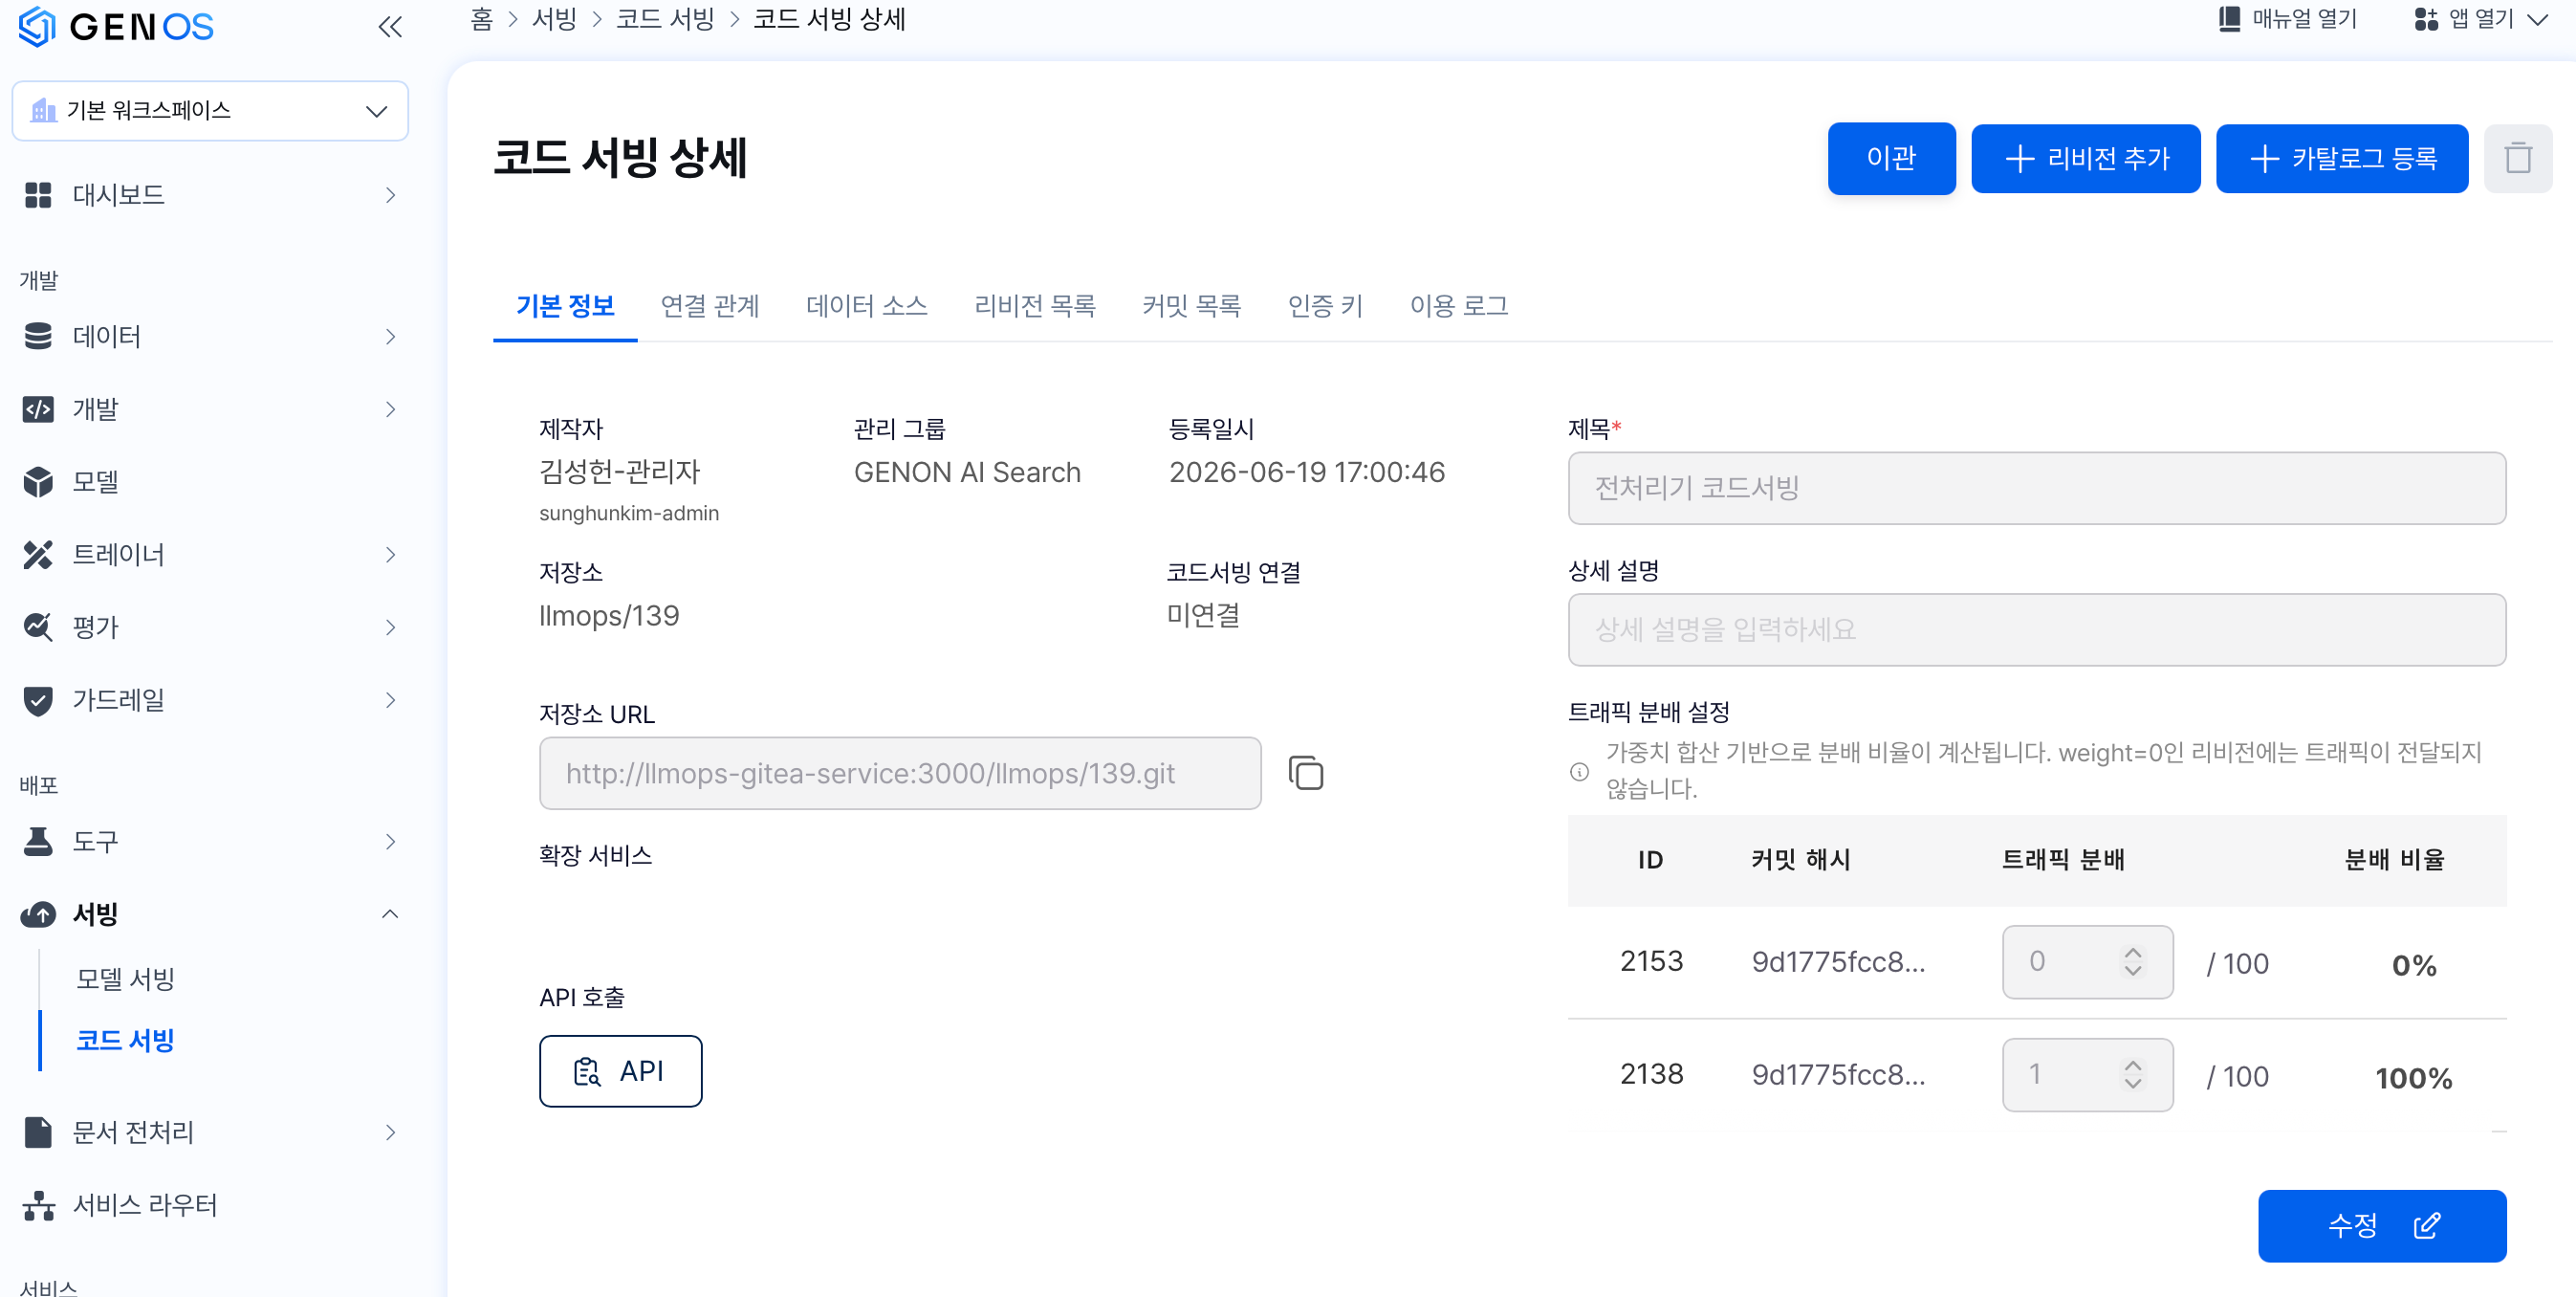 GENOS
홈 > 서빙 > 코드 서빙 > 코드 서빙 상세
매뉴얼 열기
앱 열기
기본 워크스페이스
대시보드
개발
데이터
개발
모델
트레이너
평가
가드레일
배포
도구
서빙
모델 서빙
코드 서빙
문서 전처리
서비스 라우터
서비스
코드 서빙 상세
이관
리비전 추가
카탈로그 등록
기본 정보 연결 관계 데이터 소스 리비전 목록 커밋 목록 인증 키 이용 로그
제작자
김성헌-관리자
sunghunkim-admin
관리 그룹
GENON AI Search
등록일시
2026-06-19 17:00:46
저장소
llmops/139
코드서빙 연결
미연결
저장소 URL
http://llmops-gitea-service:3000/llmops/139.git
확장 서비스
API 호출
API
제목*
전처리기 코드서빙
상세 설명
상세 설명을 입력하세요
트래픽 분배 설정
가중치 합산 기반으로 분배 비율이 계산됩니다. weight=0인 리비전에는 트래픽이 전달되지
않습니다.
ID 커밋 해시 트래픽 분배 분배 비율
2153 9d1775fcc8... 0 / 100 0%
2138 9d1775fcc8... 1 / 100 100%
수정